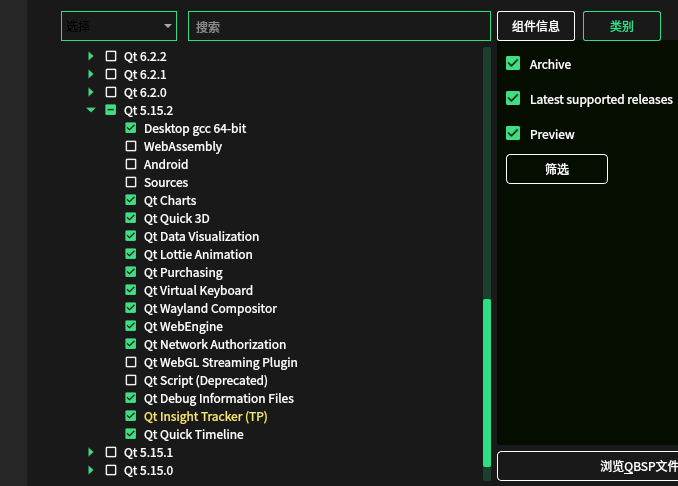 选择
搜索
组件信息
类别
Qt 6.2.2
Qt 6.2.1
Qt 6.2.0
Qt 5.15.2
Desktop gcc 64-bit
WebAssembly
Android
Sources
Qt Charts
Qt Quick 3D
Qt Data Visualization
Qt Lottie Animation
Qt Purchasing
Qt Virtual Keyboard
Qt Wayland Compositor
Qt WebEngine
Qt Network Authorization
Qt WebGL Streaming Plugin
Qt Script (Deprecated)
Qt Debug Information Files
Qt Insight Tracker (TP)
Qt Quick Timeline
Qt 5.15.1
Qt 5.15.0
Archive
Latest supported releases
Preview
筛选
浏览QBSP文件